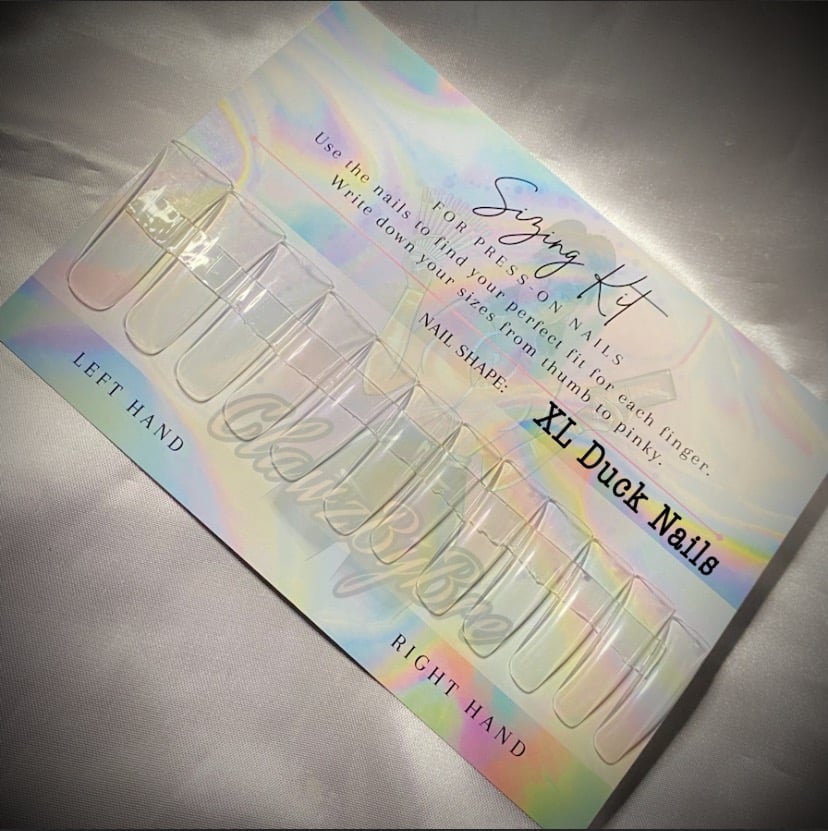 Sizing Kit
FOR PRESS-ON NAILS
Use the nails to find your perfect fit for each finger.
Write down your sizes from thumb to pinky.
NAIL SHAPE:
XL Duck Nails
LEFT HAND
ClawzByBre
RIGHT HAND